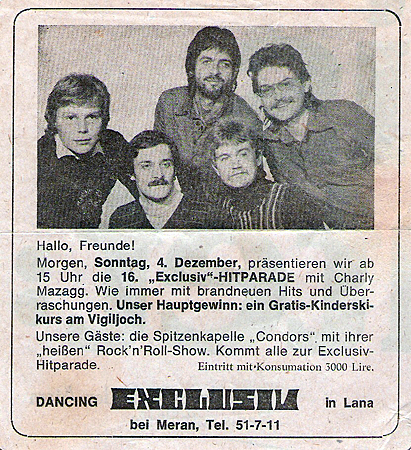 Hallo, Freunde!
Morgen, Sonntag, 4. Dezember, präsentieren wir ab
15 Uhr die 16. „Exclusiv“-HITPARADE mit Charly
Mazagg. Wie immer mit brandneuen Hits und Über-
raschungen. Unser Hauptgewinn: ein Gratis-Kinderski-
kurs am Vigiljoch.
Unsere Gäste: die Spitzenkapelle „Condors“ mit ihrer
„heißen“ Rock'n'Roll-Show. Kommt alle zur Exclusiv-
Hitparade. Eintritt mit Konsumation 3000 Lire.
DANCING EXCLUSIV in Lana
bei Meran, Tel. 51-7-11